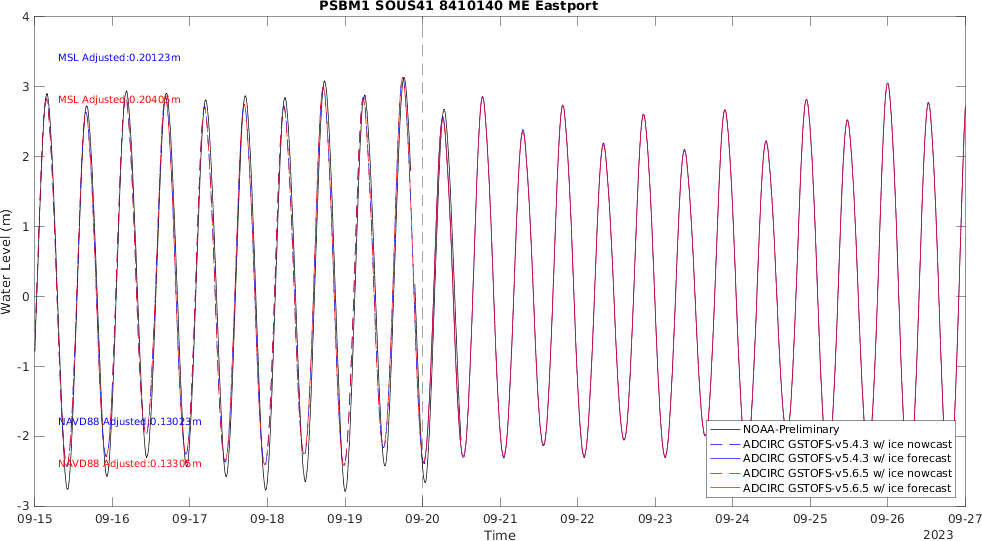 PSBM1 SOUS41 8410140 ME Eastport
4
MSL Adjusted:0.20123m
3
MSL Adjusted:0.20405m
2
1
Water Level (m)
0
-1
NAVD88 Adjusted:0.13023m
-2
NAVD88 Adjusted:0.13305m
-3
NOAA-Preliminary
ADCIRC GSTOFS-v5.4.3 w/ ice nowcast
ADCIRC GSTOFS-v5.4.3 w/ ice forecast
ADCIRC GSTOFS-v5.6.5 w/ ice nowcast
ADCIRC GSTOFS-v5.6.5 w/ ice forecast
09-15 09-16 09-17 09-18 09-19 09-20 09-21 09-22 09-23 09-24 09-25 09-26 09-27
Time
2023